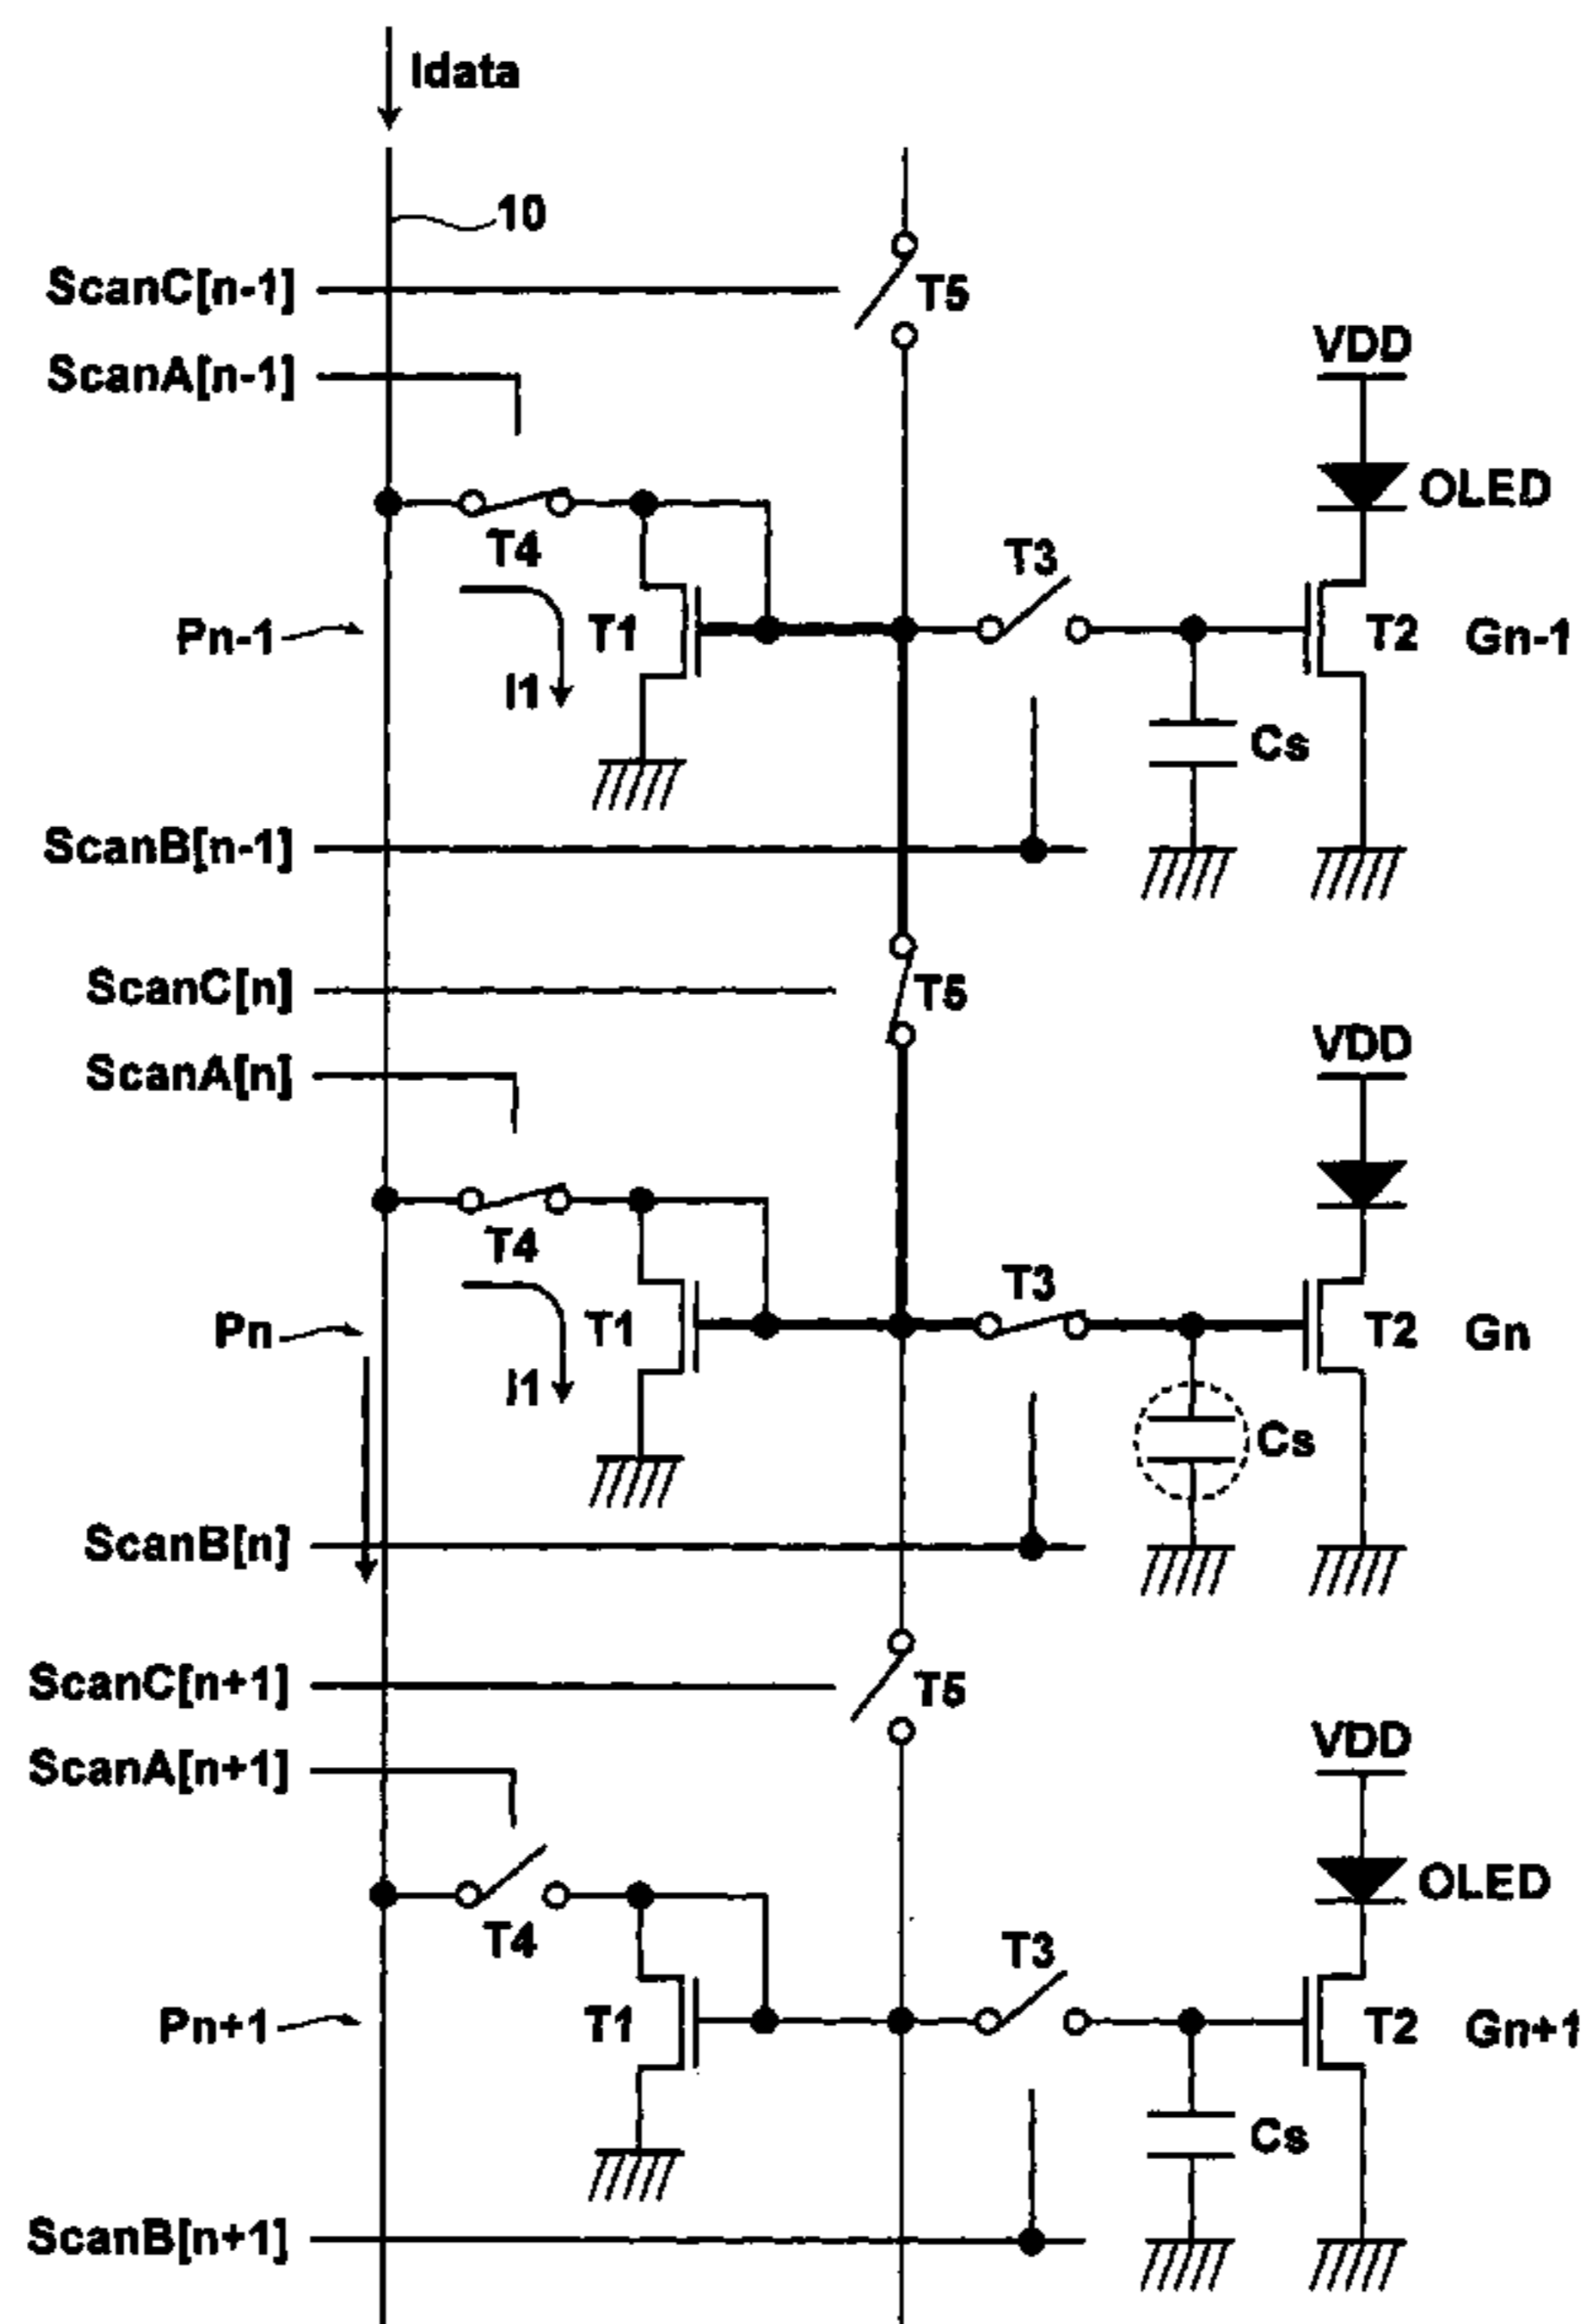 Idata
10
ScanC[n-1]
T5
ScanA[n-1]
VDD
OLED
T4
T3
Pn-1
T1
T2
Gn-1
I1
Cs
ScanB[n-1]
ScanC[n]
T5
ScanA[n]
VDD
T4
T3
Pn
T1
T2
Gn
I1
Cs
ScanB[n]
ScanC[n+1]
T5
ScanA[n+1]
VDD
OLED
T4
T3
Pn+1
T1
T2
Gn+1
Cs
ScanB[n+1]